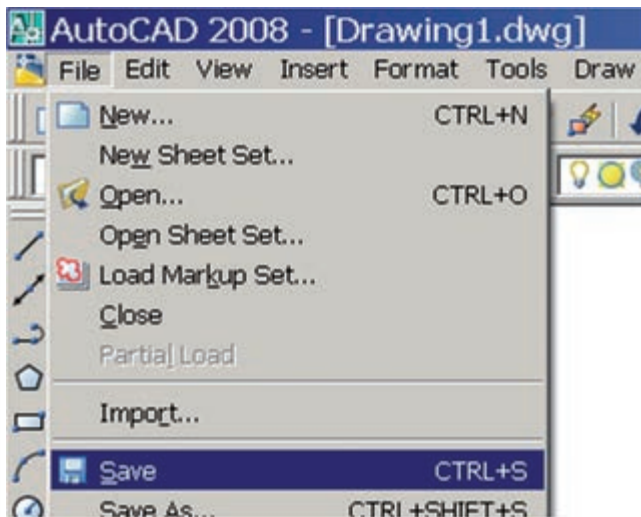 AutoCAD 2008 - [Drawing1.dwg]
File Edit View Insert Format Tools Draw
New... CTRL+N
New Sheet Set...
Open... CTRL+O
Open Sheet Set...
Load Markup Set...
Close
Partial Load
Import...
Save CTRL+S
Save As... CTRL+SHIFT+S